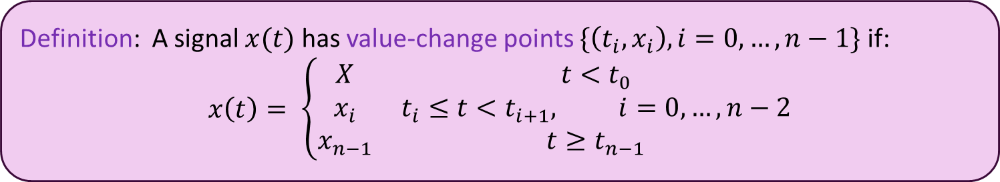 Definition: A signal x(t) has value-change points {(t_i, x_i), i = 0, …, n − 1} if:
X t < t_0
x(t) = { x_i t_i ≤ t < t_{i+1}, i = 0, …, n − 2
x_{n−1} t ≥ t_{n−1}